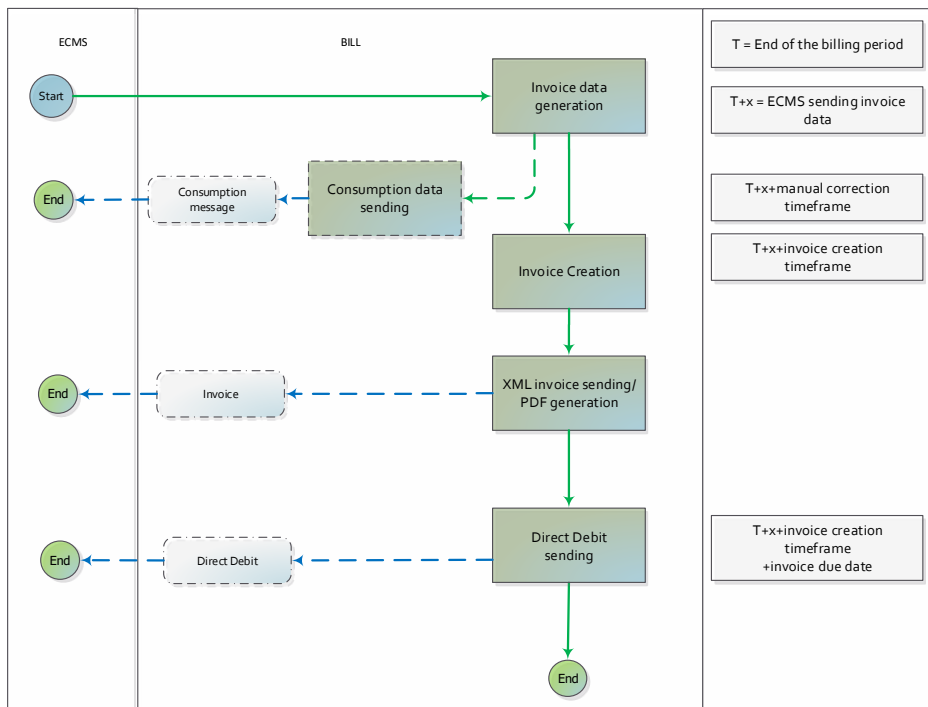 ECMS
BILL
T = End of the billing period
Start
Invoice data
generation
T+x = ECMS sending invoice
data
End
Consumption
message
Consumption data
sending
T+x+manual correction
timeframe
Invoice Creation
T+x+invoice creation
timeframe
End
Invoice
XML invoice sending/
PDF generation
End
Direct Debit
Direct Debit
sending
T+x+invoice creation
timeframe
+invoice due date
End